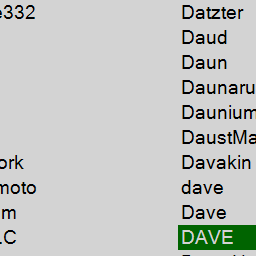 e332 Datzter
Daud
Daun
Daunaru
Daunium
DaustMa
ork Davakin
moto dave
m Dave
.C DAVE